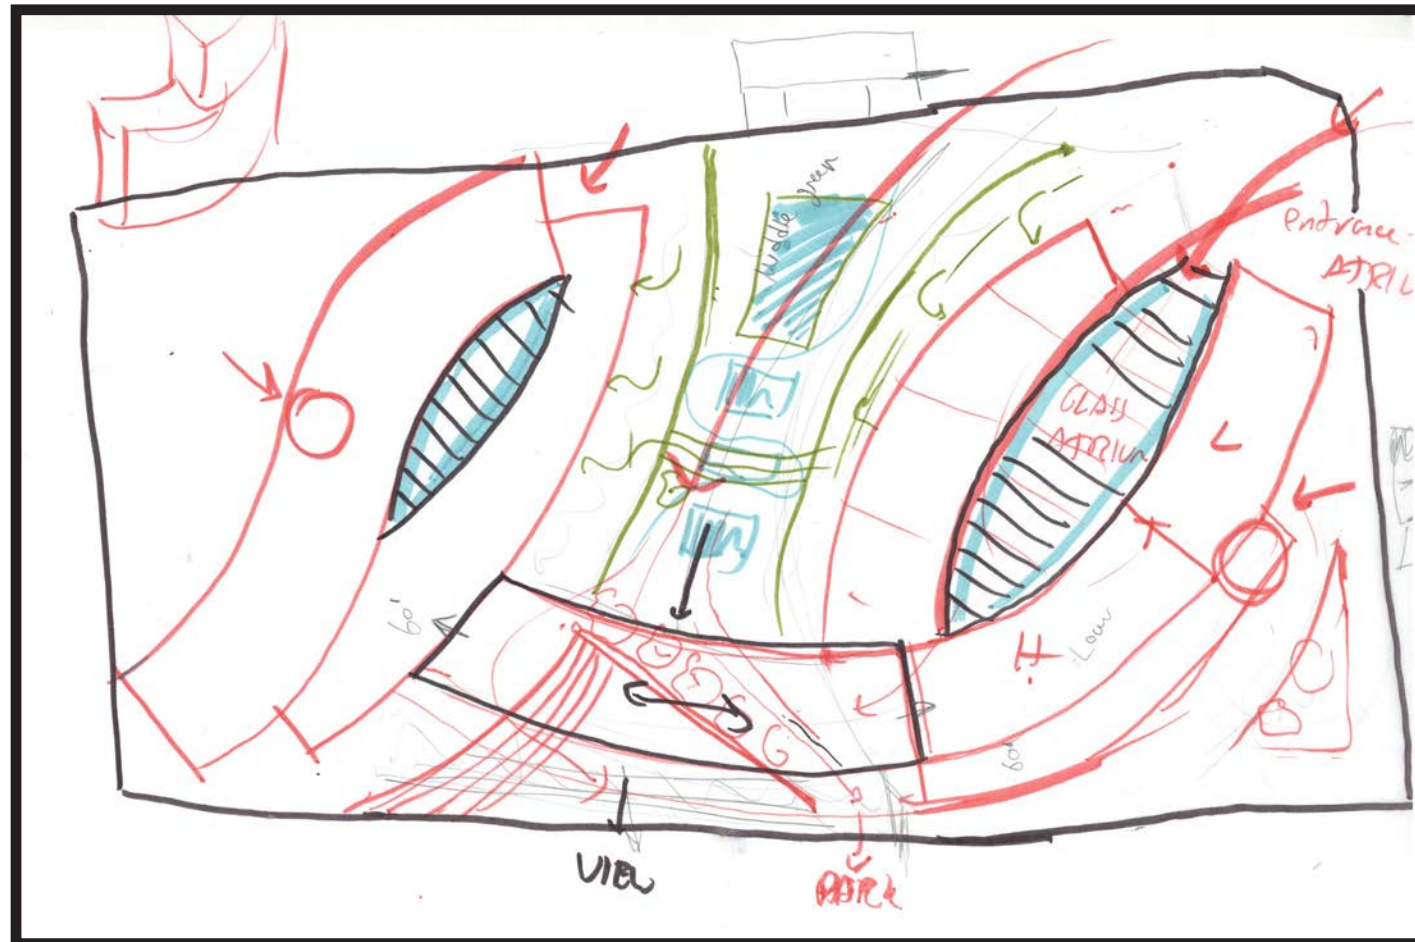 middle green
entrance
ATRIU
GLASS
ATRIUM
60'
Low
60'
VIEW
PARK